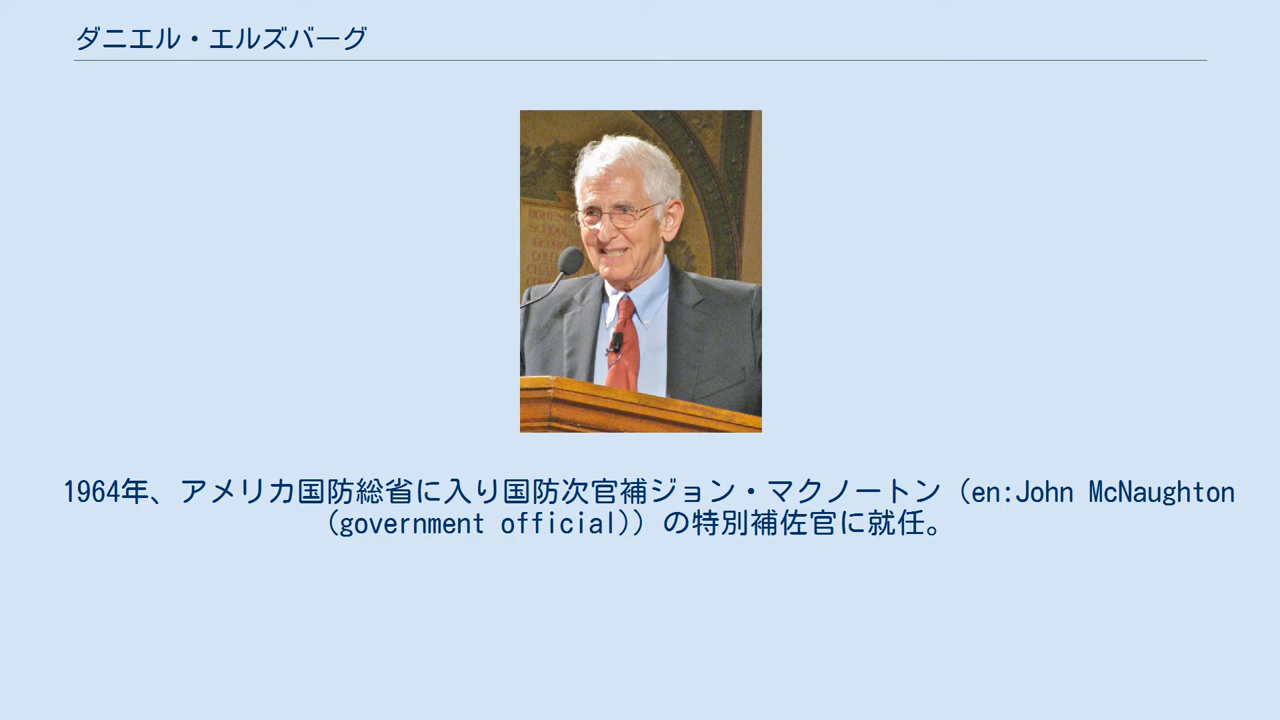 ダニエル・エルズバーグ
1964年、アメリカ国防総省に入り国防次官補ジョン・マクノートン（en:John McNaughton
(government official)）の特別補佐官に就任。